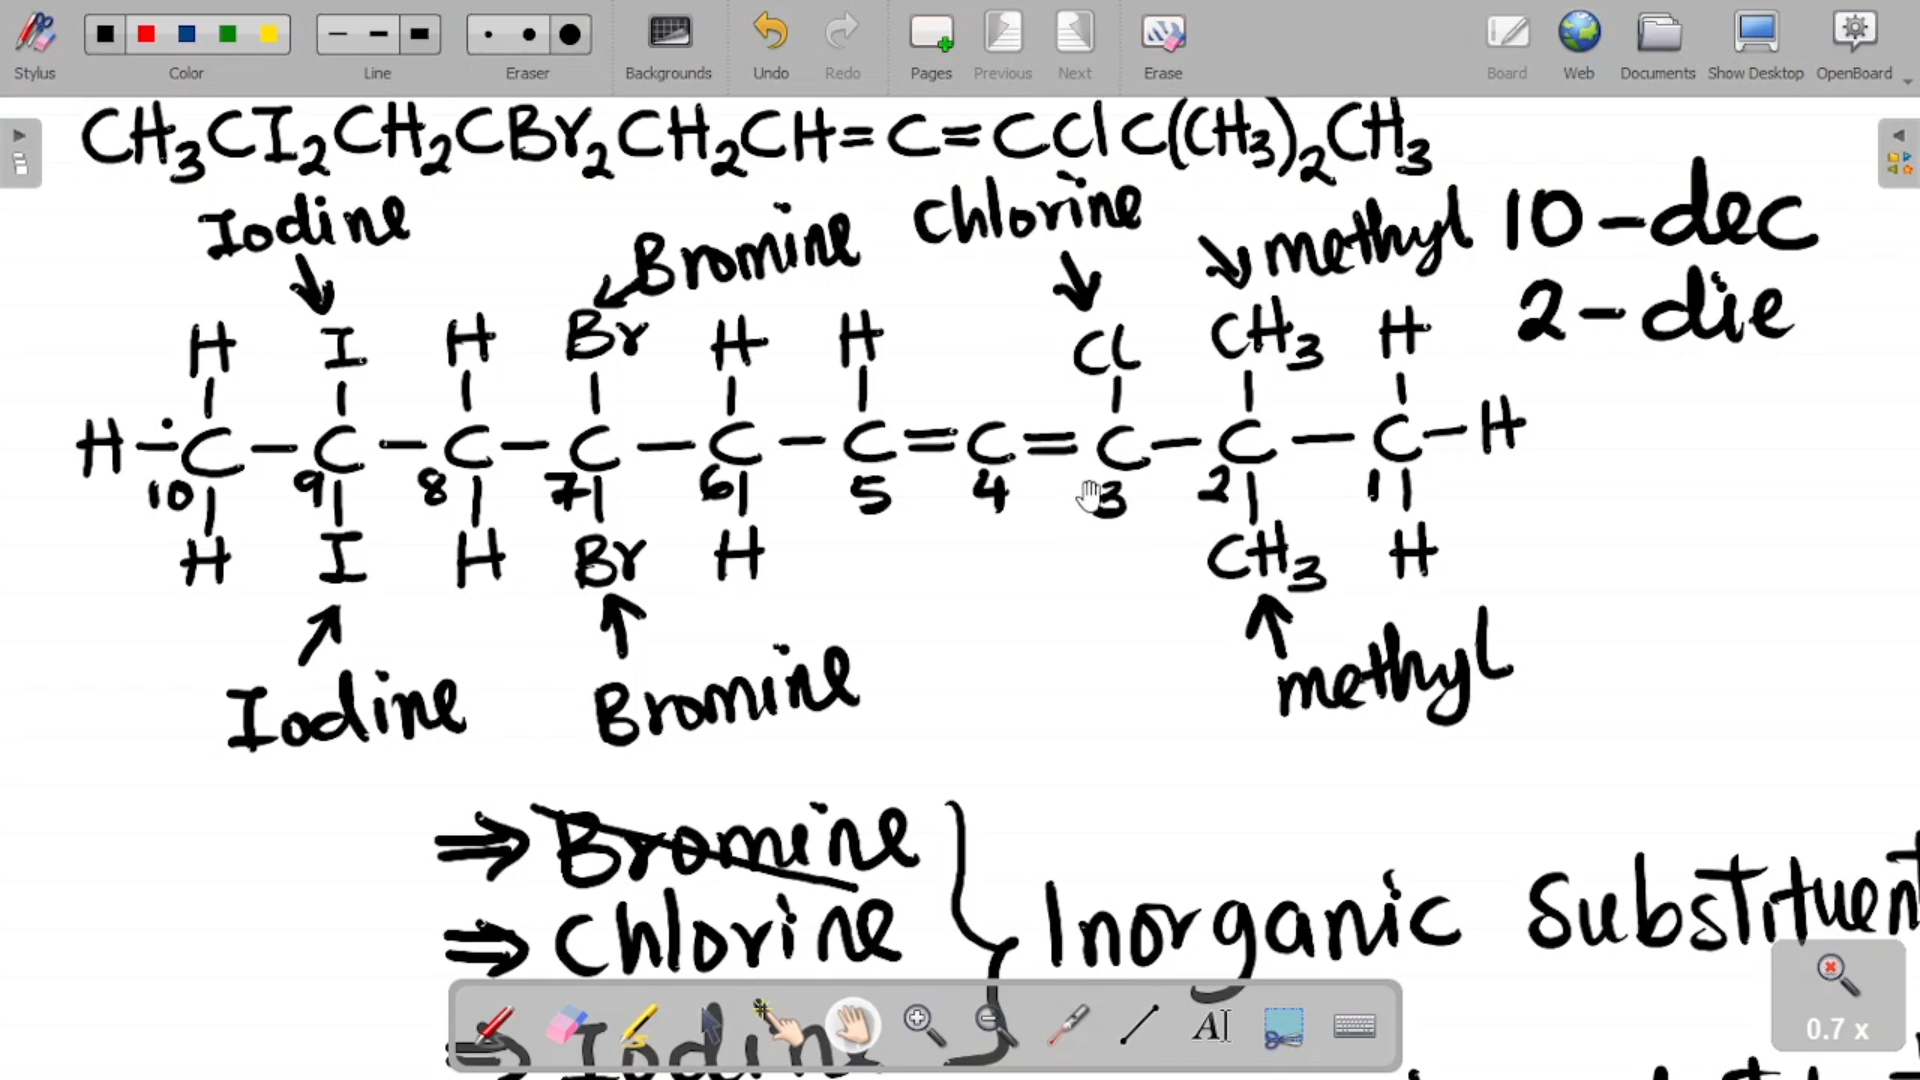 Stylus Color Line Eraser Backgrounds Undo Redo Pages Previous Next Erase Board Web Documents Show Desktop OpenBoard
CH3CI2CH2CBr2CH2CH=C=CClC(CH3)2CH3
Iodine Bromine Chlorine methyl 10-dec
2-die
H I H Br H H Cl CH3 H
H-C-C-C-C-C-C=C=C-C-C-H
10 9 8 7 6 5 4 3 2 1
H I H Br H CH3 H
Iodine Bromine methyl
⇒ Bromine
⇒ Chlorine } Inorganic Substituent
⇒ Iodin
0.7 x